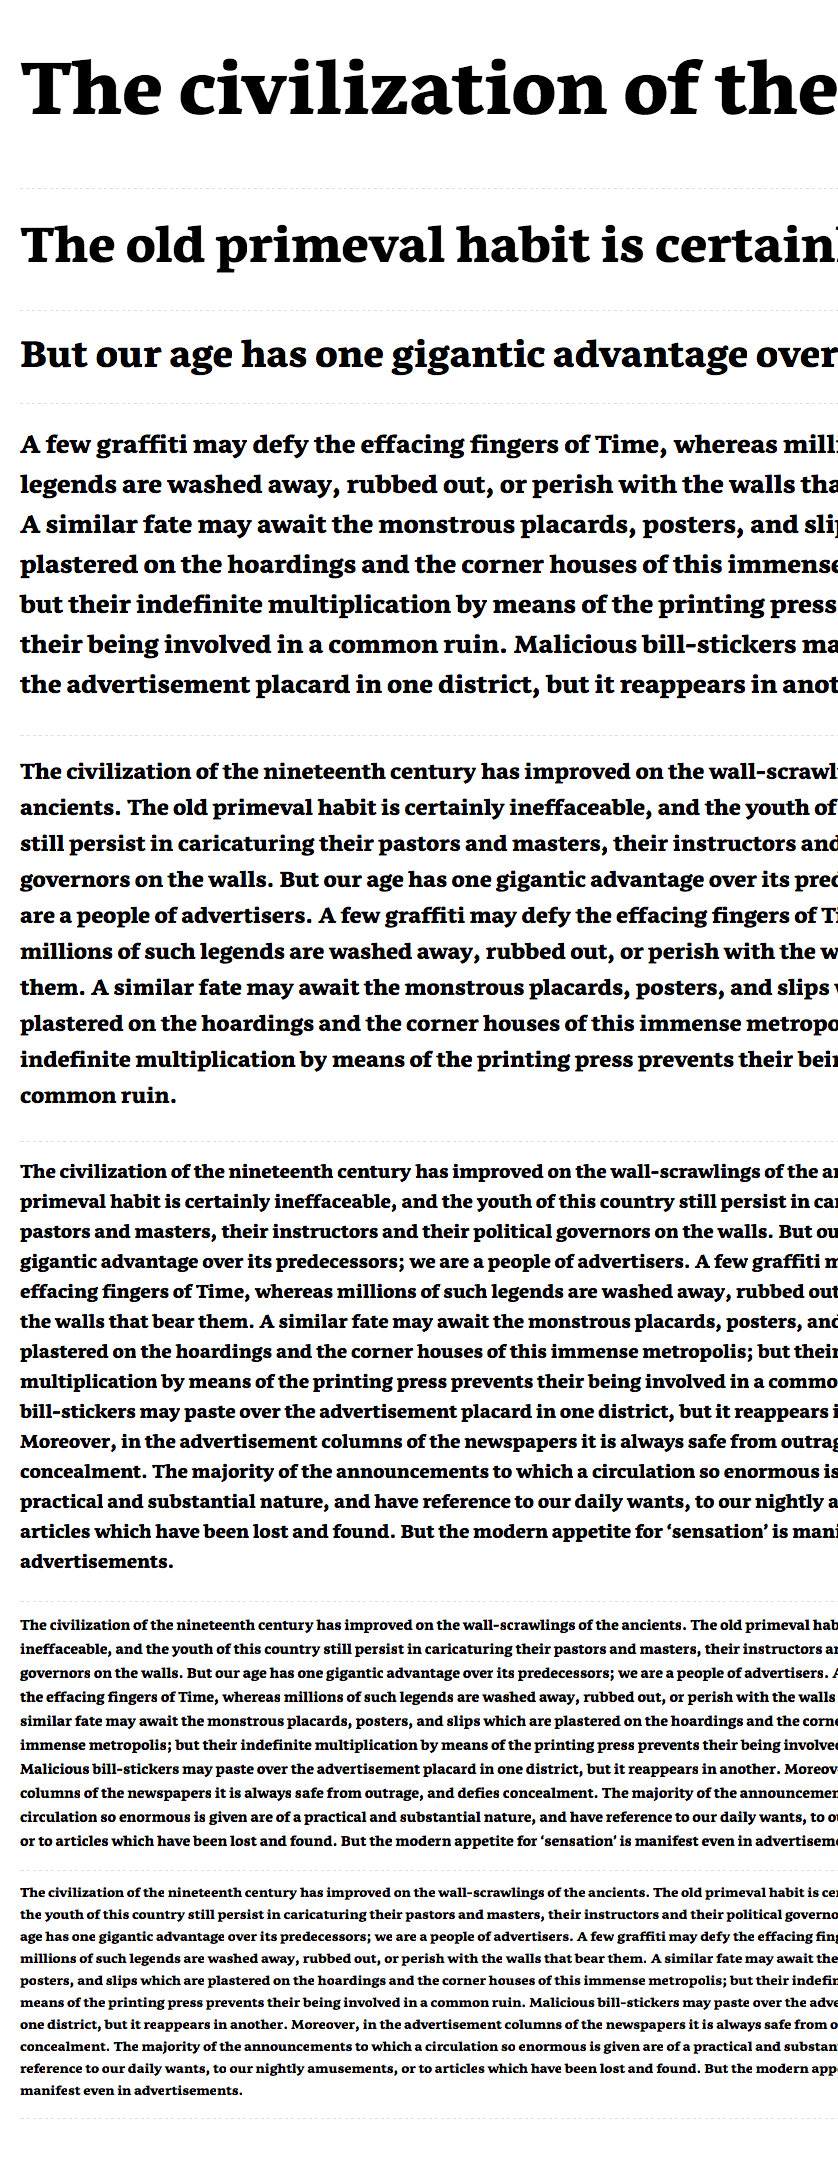 The civilization of the
The old primeval habit is certainl
But our age has one gigantic advantage over
A few graffiti may defy the effacing fingers of Time, whereas milli
legends are washed away, rubbed out, or perish with the walls tha
A similar fate may await the monstrous placards, posters, and slip
plastered on the hoardings and the corner houses of this immense
but their indefinite multiplication by means of the printing press
their being involved in a common ruin. Malicious bill-stickers ma
the advertisement placard in one district, but it reappears in anot
The civilization of the nineteenth century has improved on the wall-scrawl
ancients. The old primeval habit is certainly ineffaceable, and the youth of
still persist in caricaturing their pastors and masters, their instructors and
governors on the walls. But our age has one gigantic advantage over its pred
are a people of advertisers. A few graffiti may defy the effacing fingers of Ti
millions of such legends are washed away, rubbed out, or perish with the w
them. A similar fate may await the monstrous placards, posters, and slips w
plastered on the hoardings and the corner houses of this immense metropo
indefinite multiplication by means of the printing press prevents their bein
common ruin.
The civilization of the nineteenth century has improved on the wall-scrawlings of the an
primeval habit is certainly ineffaceable, and the youth of this country still persist in car
pastors and masters, their instructors and their political governors on the walls. But ou
gigantic advantage over its predecessors; we are a people of advertisers. A few graffiti m
effacing fingers of Time, whereas millions of such legends are washed away, rubbed out
the walls that bear them. A similar fate may await the monstrous placards, posters, and
plastered on the hoardings and the corner houses of this immense metropolis; but their
multiplication by means of the printing press prevents their being involved in a commo
bill-stickers may paste over the advertisement placard in one district, but it reappears i
Moreover, in the advertisement columns of the newspapers it is always safe from outrag
concealment. The majority of the announcements to which a circulation so enormous is
practical and substantial nature, and have reference to our daily wants, to our nightly a
articles which have been lost and found. But the modern appetite for ‘sensation’ is mani
advertisements.
The civilization of the nineteenth century has improved on the wall-scrawlings of the ancients. The old primeval hab
ineffaceable, and the youth of this country still persist in caricaturing their pastors and masters, their instructors an
governors on the walls. But our age has one gigantic advantage over its predecessors; we are a people of advertisers. A
the effacing fingers of Time, whereas millions of such legends are washed away, rubbed out, or perish with the walls
similar fate may await the monstrous placards, posters, and slips which are plastered on the hoardings and the corne
immense metropolis; but their indefinite multiplication by means of the printing press prevents their being involve
Malicious bill-stickers may paste over the advertisement placard in one district, but it reappears in another. Moreov
columns of the newspapers it is always safe from outrage, and defies concealment. The majority of the announcemen
circulation so enormous is given are of a practical and substantial nature, and have reference to our daily wants, to ou
or to articles which have been lost and found. But the modern appetite for ‘sensation’ is manifest even in advertiseme
The civilization of the nineteenth century has improved on the wall-scrawlings of the ancients. The old primeval habit is cer
the youth of this country still persist in caricaturing their pastors and masters, their instructors and their political governo
age has one gigantic advantage over its predecessors; we are a people of advertisers. A few graffiti may defy the effacing fing
millions of such legends are washed away, rubbed out, or perish with the walls that bear them. A similar fate may await the
posters, and slips which are plastered on the hoardings and the corner houses of this immense metropolis; but their indefin
means of the printing press prevents their being involved in a common ruin. Malicious bill-stickers may paste over the adve
one district, but it reappears in another. Moreover, in the advertisement columns of the newspapers it is always safe from o
concealment. The majority of the announcements to which a circulation so enormous is given are of a practical and substan
reference to our daily wants, to our nightly amusements, or to articles which have been lost and found. But the modern app
manifest even in advertisements.